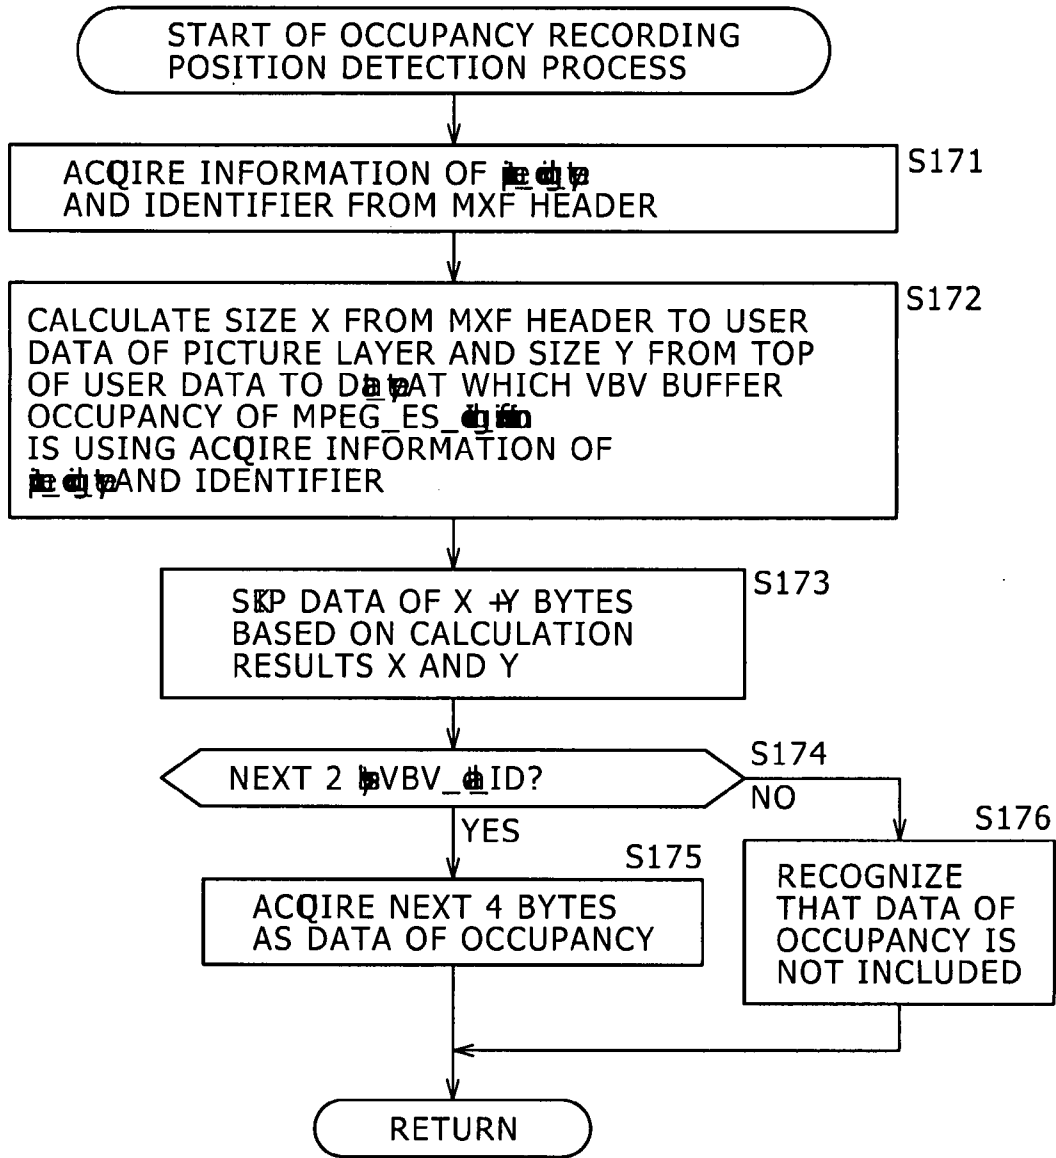 START OF OCCUPANCY RECORDING
POSITION DETECTION PROCESS
S171
ACQUIRE INFORMATION OF
AND IDENTIFIER FROM MXF HEADER
S172
CALCULATE SIZE X FROM MXF HEADER TO USER
DATA OF PICTURE LAYER AND SIZE Y FROM TOP
OF USER DATA TO AT WHICH VBV BUFFER
OCCUPANCY OF MPEG_ES_
IS USING ACQUIRE INFORMATION OF
AND IDENTIFIER
S173
SKIP DATA OF X + Y BYTES
BASED ON CALCULATION
RESULTS X AND Y
S174
NEXT 2 VBV_ ID?
NO
YES
S176
S175
RECOGNIZE
THAT DATA OF
OCCUPANCY IS
NOT INCLUDED
ACQUIRE NEXT 4 BYTES
AS DATA OF OCCUPANCY
RETURN